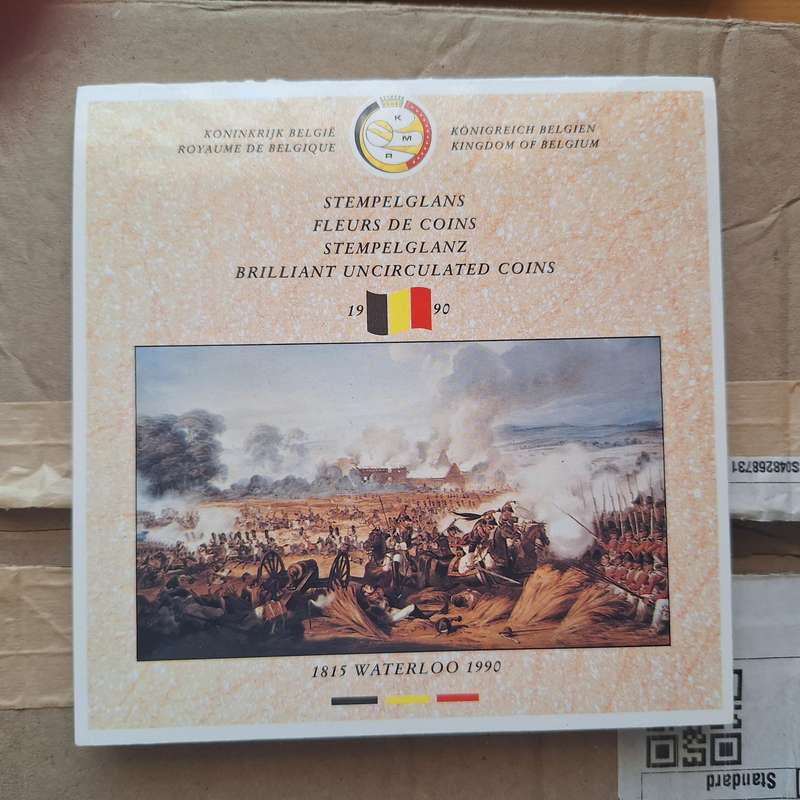 KONINKRIJK BELGIË
ROYAUME DE BELGIQUE
K
M
R
KÖNIGREICH BELGIEN
KINGDOM OF BELGIUM
STEMPELGLANS
FLEURS DE COINS
STEMPELGLANZ
BRILLIANT UNCIRCULATED COINS
19 90
1815 WATERLOO 1990
S048268731
Standard